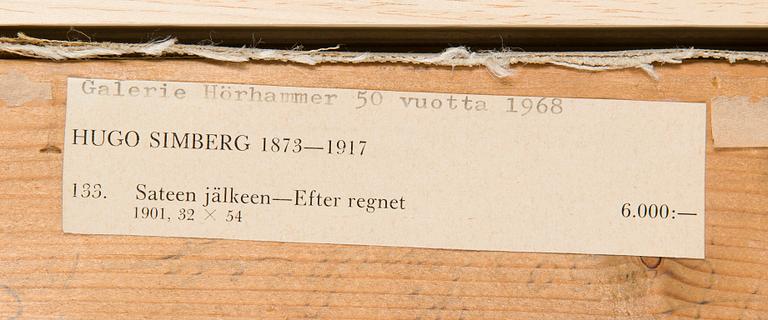 Galerie Hörhammer 50 vuotta 1968
HUGO SIMBERG 1873—1917
133. Sateen jälkeen—Efter regnet 6.000:—
1901, 32 × 54